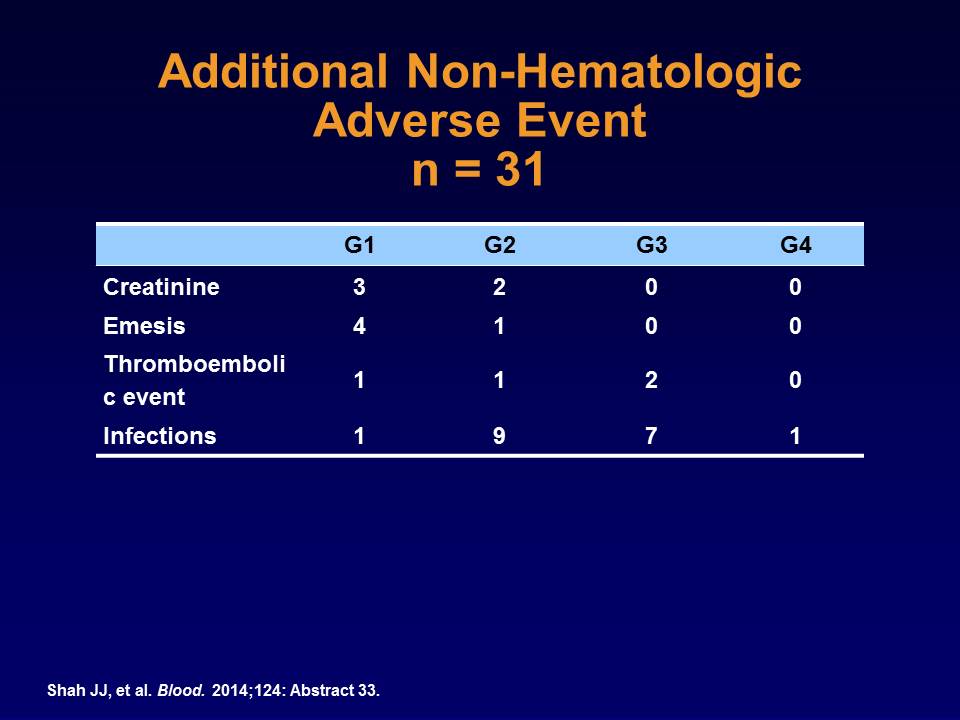 Additional Non-Hematologic
Adverse Event
n = 31
G1 G2 G3 G4
Creatinine 3 2 0 0
Emesis 4 1 0 0
Thromboemboli
c event 1 1 2 0
Infections 1 9 7 1
Shah JJ, et al. Blood. 2014;124: Abstract 33.